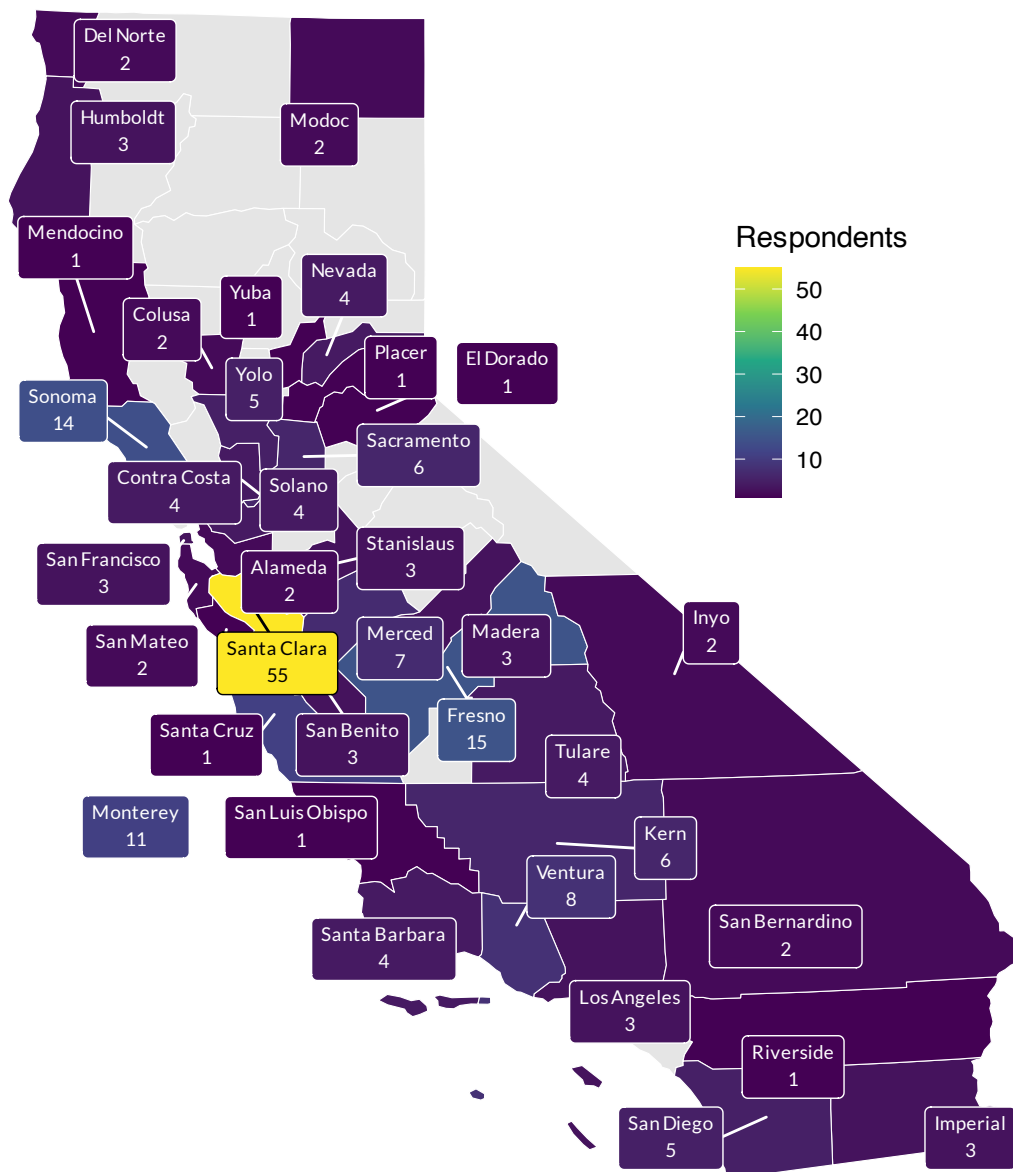 Del Norte
2
Humboldt
3
Modoc
2
Mendocino
1
Respondents
Nevada
4
Yuba
1
Colusa
2
50
40
30
20
10
Placer
1
El Dorado
1
Yolo
5
Sonoma
14
Sacramento
6
Contra Costa
4
Solano
4
Stanislaus
3
San Francisco
3
Alameda
2
Inyo
2
Merced
7
Madera
3
San Mateo
2
Santa Clara
55
Fresno
15
Santa Cruz
1
San Benito
3
Tulare
4
Monterey
11
San Luis Obispo
1
Kern
6
Ventura
8
San Bernardino
2
Santa Barbara
4
Los Angeles
3
Riverside
1
San Diego
5
Imperial
3